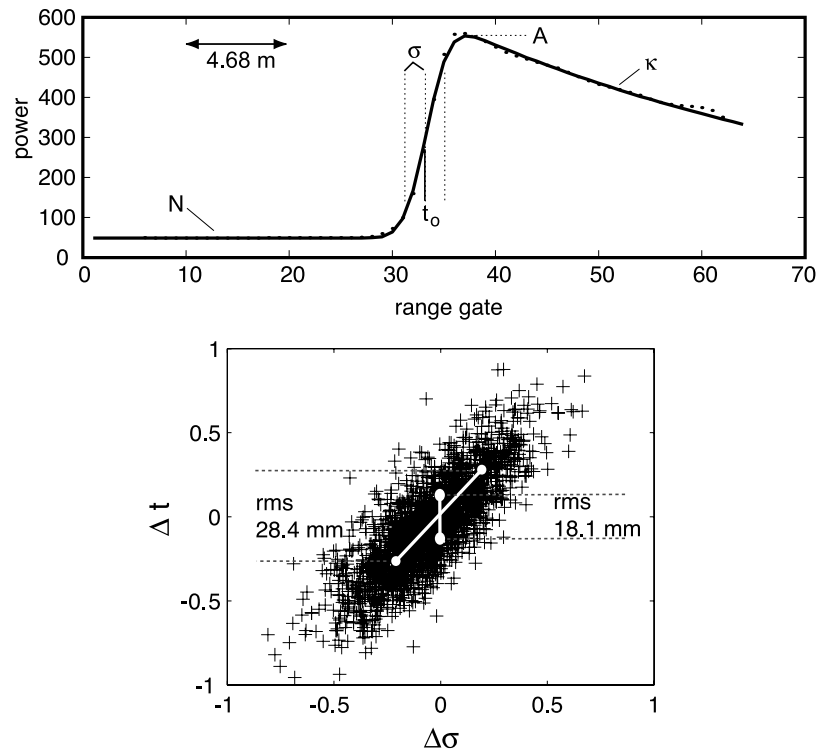 600
500
400
300
200
100
0
power
4.68 m
σ
A
κ
N
t₀
0 10 20 30 40 50 60 70
range gate
1
0.5
0
-0.5
-1
Δ t
rms
28.4 mm
rms
18.1 mm
-1 -0.5 0 0.5 1
Δσ